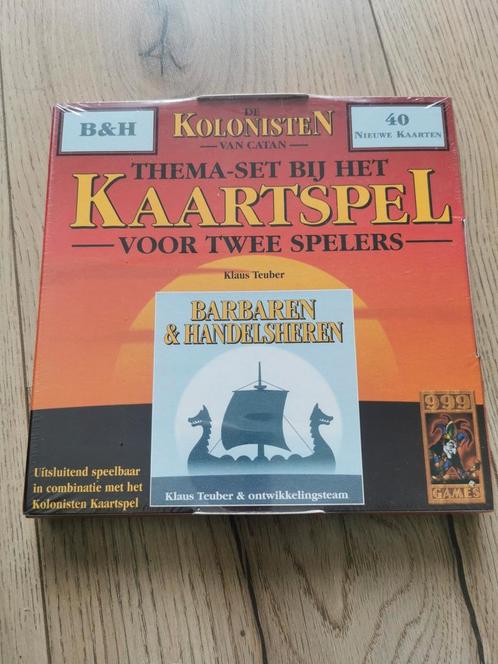 B&H
DE
KOLONISTEN
VAN CATAN
40
NIEUWE KAARTEN
THEMA-SET BIJ HET
KAARTSPEL
VOOR TWEE SPELERS
Klaus Teuber
BARBAREN
& HANDELSHEREN
Klaus Teuber & ontwikkelingsteam
Uitsluitend speelbaar
in combinatie met het
Kolonisten Kaartspel
999
GAMES